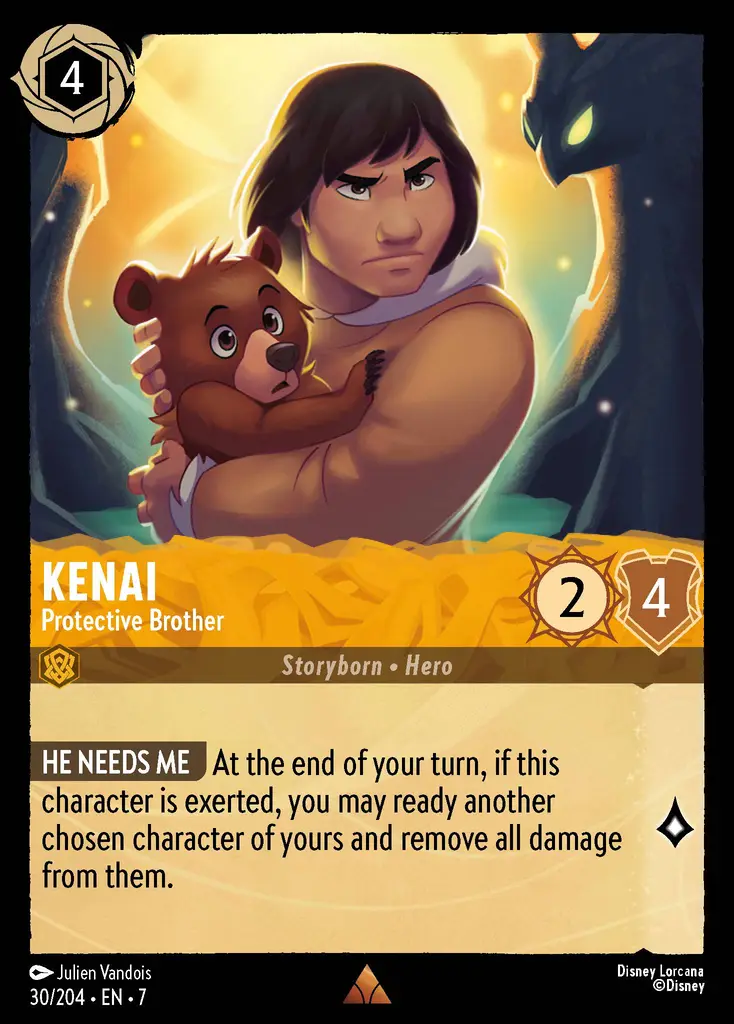 4
KENAI
Protective Brother
2
4
Storyborn • Hero
HE NEEDS ME At the end of your turn, if this
character is exerted, you may ready another
chosen character of yours and remove all damage
from them.
Julien Vandois
30/204 • EN • 7
Disney Lorcana
©Disney